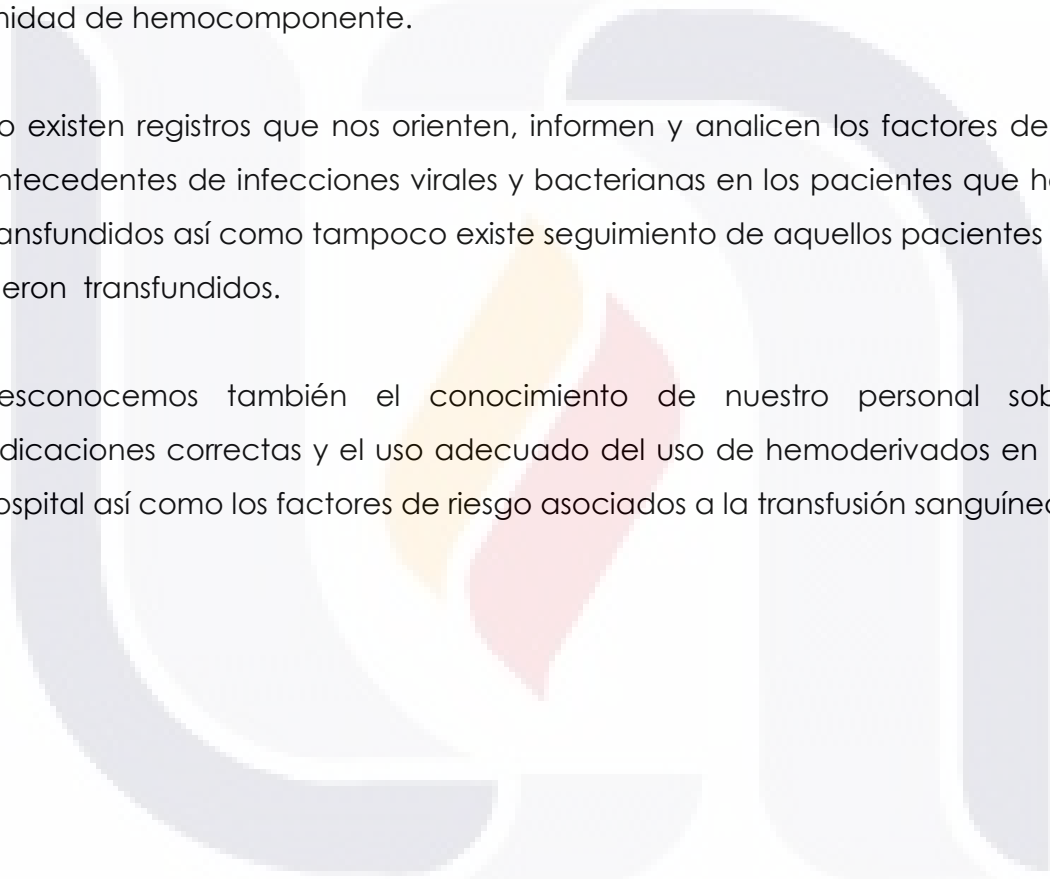 nidad de hemocomponente.
o existen registros que nos orienten, informen y analicen los factores de
ntecedentes de infecciones virales y bacterianas en los pacientes que h
ansfundidos así como tampoco existe seguimiento de aquellos pacientes
eron transfundidos.
esconocemos también el conocimiento de nuestro personal sob
dicaciones correctas y el uso adecuado del uso de hemoderivados en
ospital así como los factores de riesgo asociados a la transfusión sanguínea